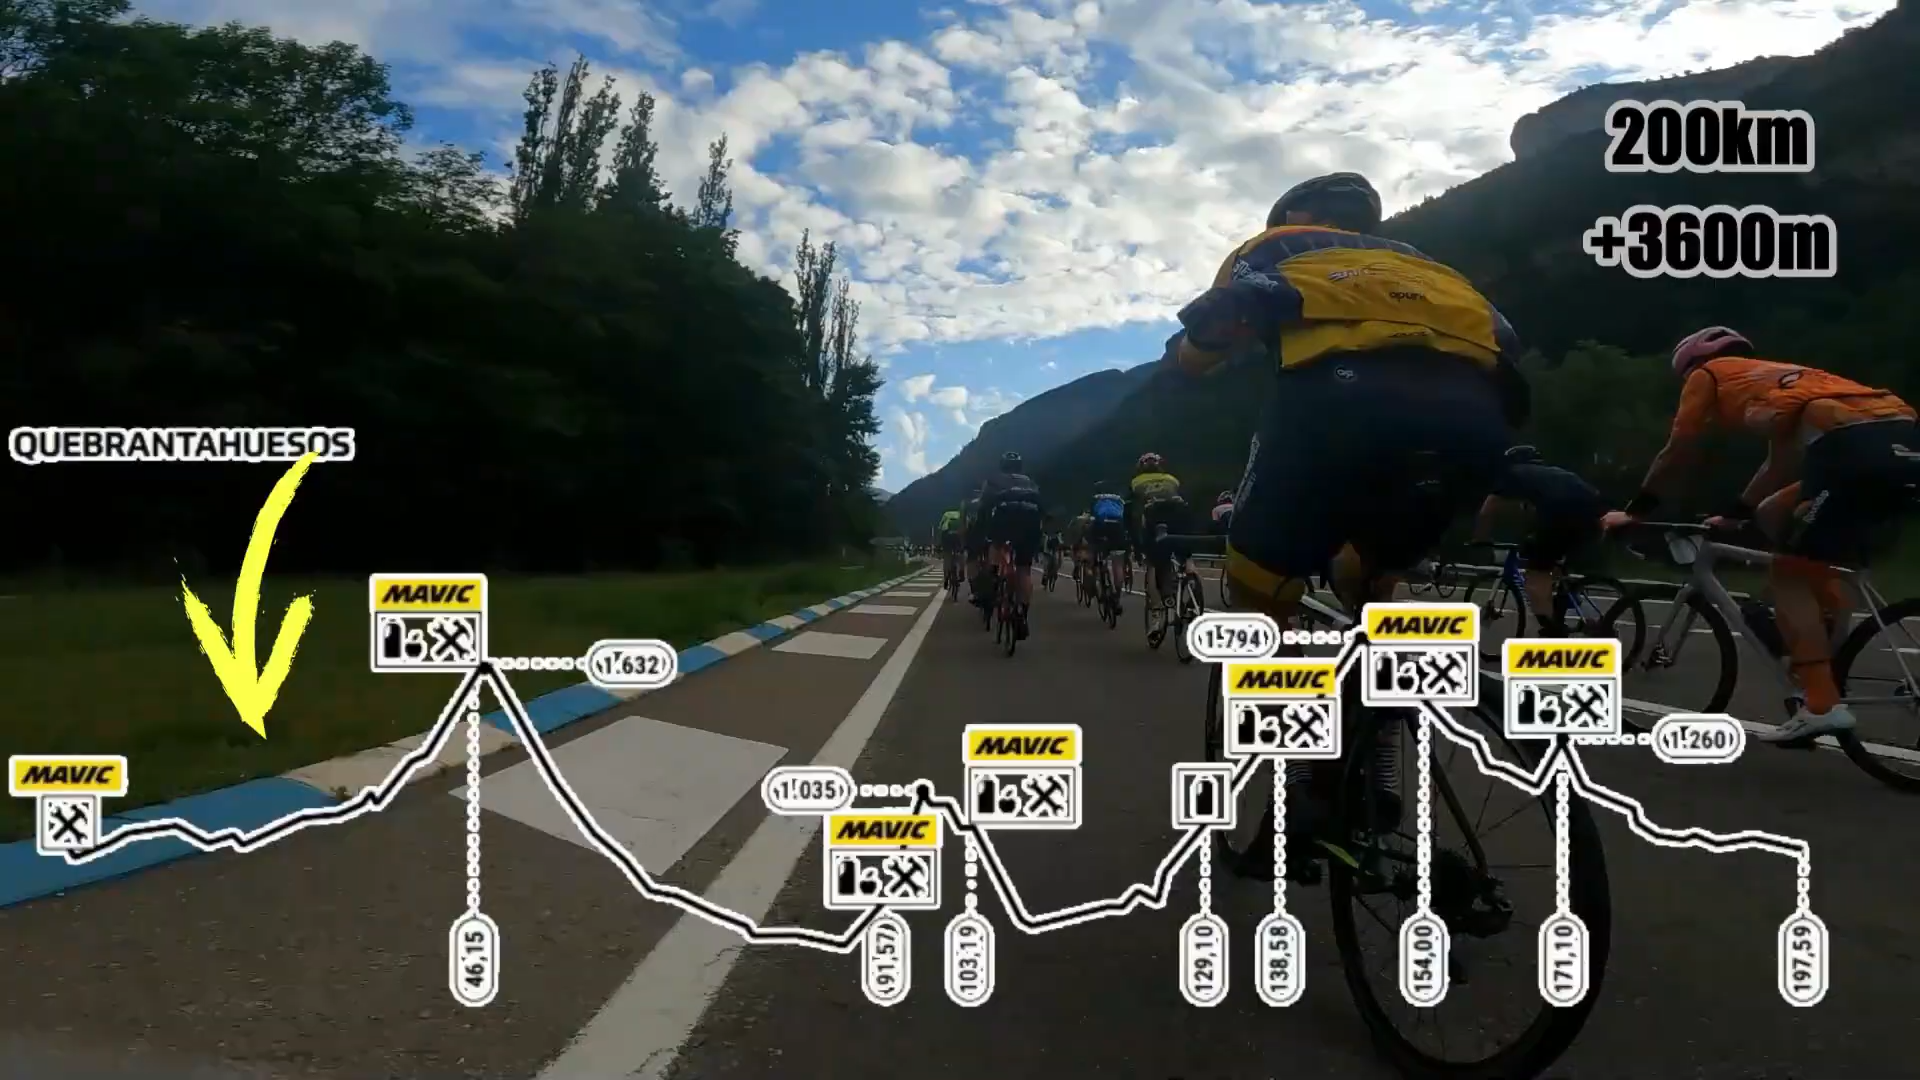 200km
+3600m
QUEBRANTAHUESOS
MAVIC
1.632
MAVIC
1.794
MAVIC
MAVIC
1.260
MAVIC
MAVIC
1.035
MAVIC
46,15
91,57
103,19
129,10
138,58
154,00
171,10
197,59